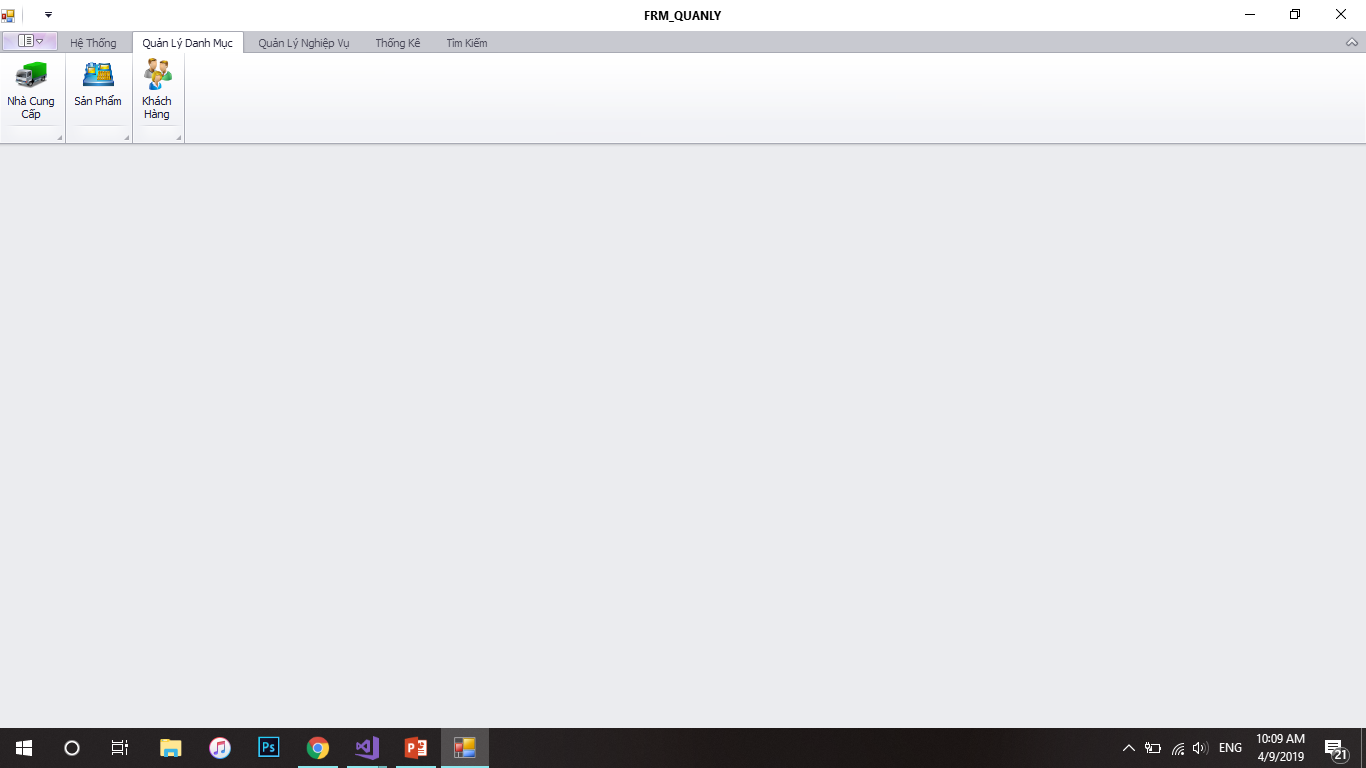 FRM_QUANLY
Hệ Thống
Quản Lý Danh Mục
Quản Lý Nghiệp Vụ
Thống Kê
Tìm Kiếm
Nhà Cung
Cấp
Sản Phẩm
Khách
Hàng
Ps
P
ENG
10:09 AM
4/9/2019
21